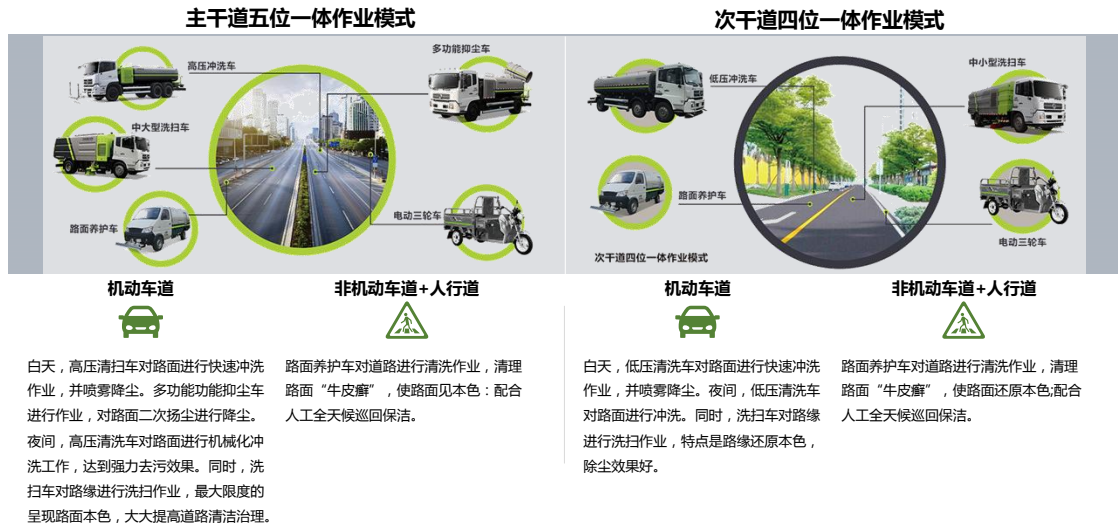 主干道五位一体作业模式
高压冲洗车
多功能抑尘车
中大型洗扫车
路面养护车
电动三轮车
机动车道
非机动车道+人行道
白天，高压清扫车对路面进行快速冲洗
作业，并喷雾降尘。多功能功能抑尘车
进行作业，对路面二次扬尘进行降尘。
夜间，高压清洗车对路面进行机械化冲
洗工作，达到强力去污效果。同时，洗
扫车对路缘进行洗扫作业，最大限度的
呈现路面本色，大大提高道路清洁治理。
路面养护车对道路进行清洗作业，清理
路面“牛皮癣”，使路面见本色：配合
人工全天候巡回保洁。
次干道四位一体作业模式
低压冲洗车
中小型洗扫车
路面养护车
电动三轮车
次干道四位一体作业模式
机动车道
非机动车道+人行道
白天，低压清洗车对路面进行快速冲洗
作业，并喷雾降尘。夜间，低压清洗车
对路面进行冲洗。同时，洗扫车对路缘
进行洗扫作业，特点是路缘还原本色，
除尘效果好。
路面养护车对道路进行清洗作业，清理
路面“牛皮癣”，使路面还原本色;配合
人工全天候巡回保洁。